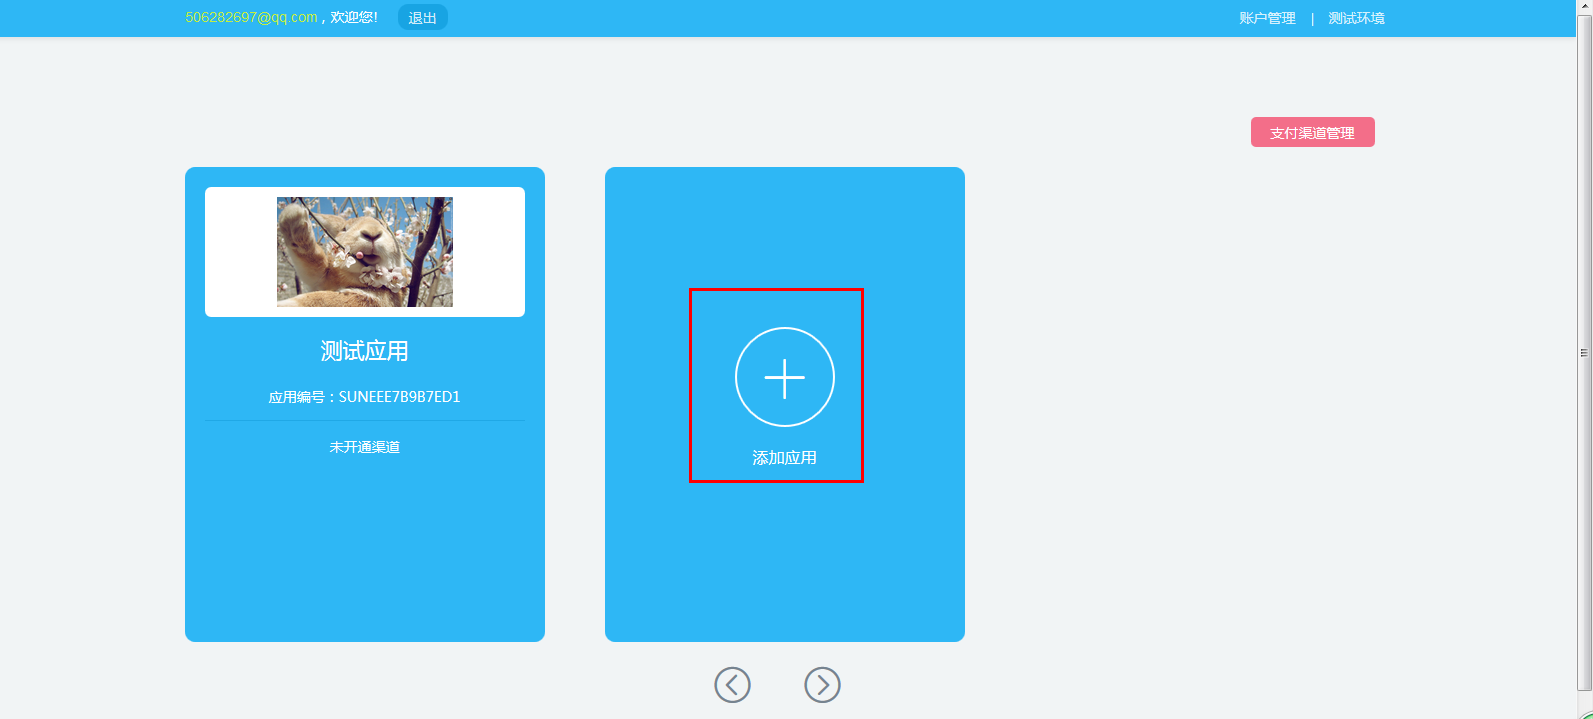 506282697@qq.com，欢迎您! 退出 账户管理 | 测试环境
支付渠道管理
测试应用
应用编号：SUNEEE7B9B7ED1
未开通渠道
添加应用